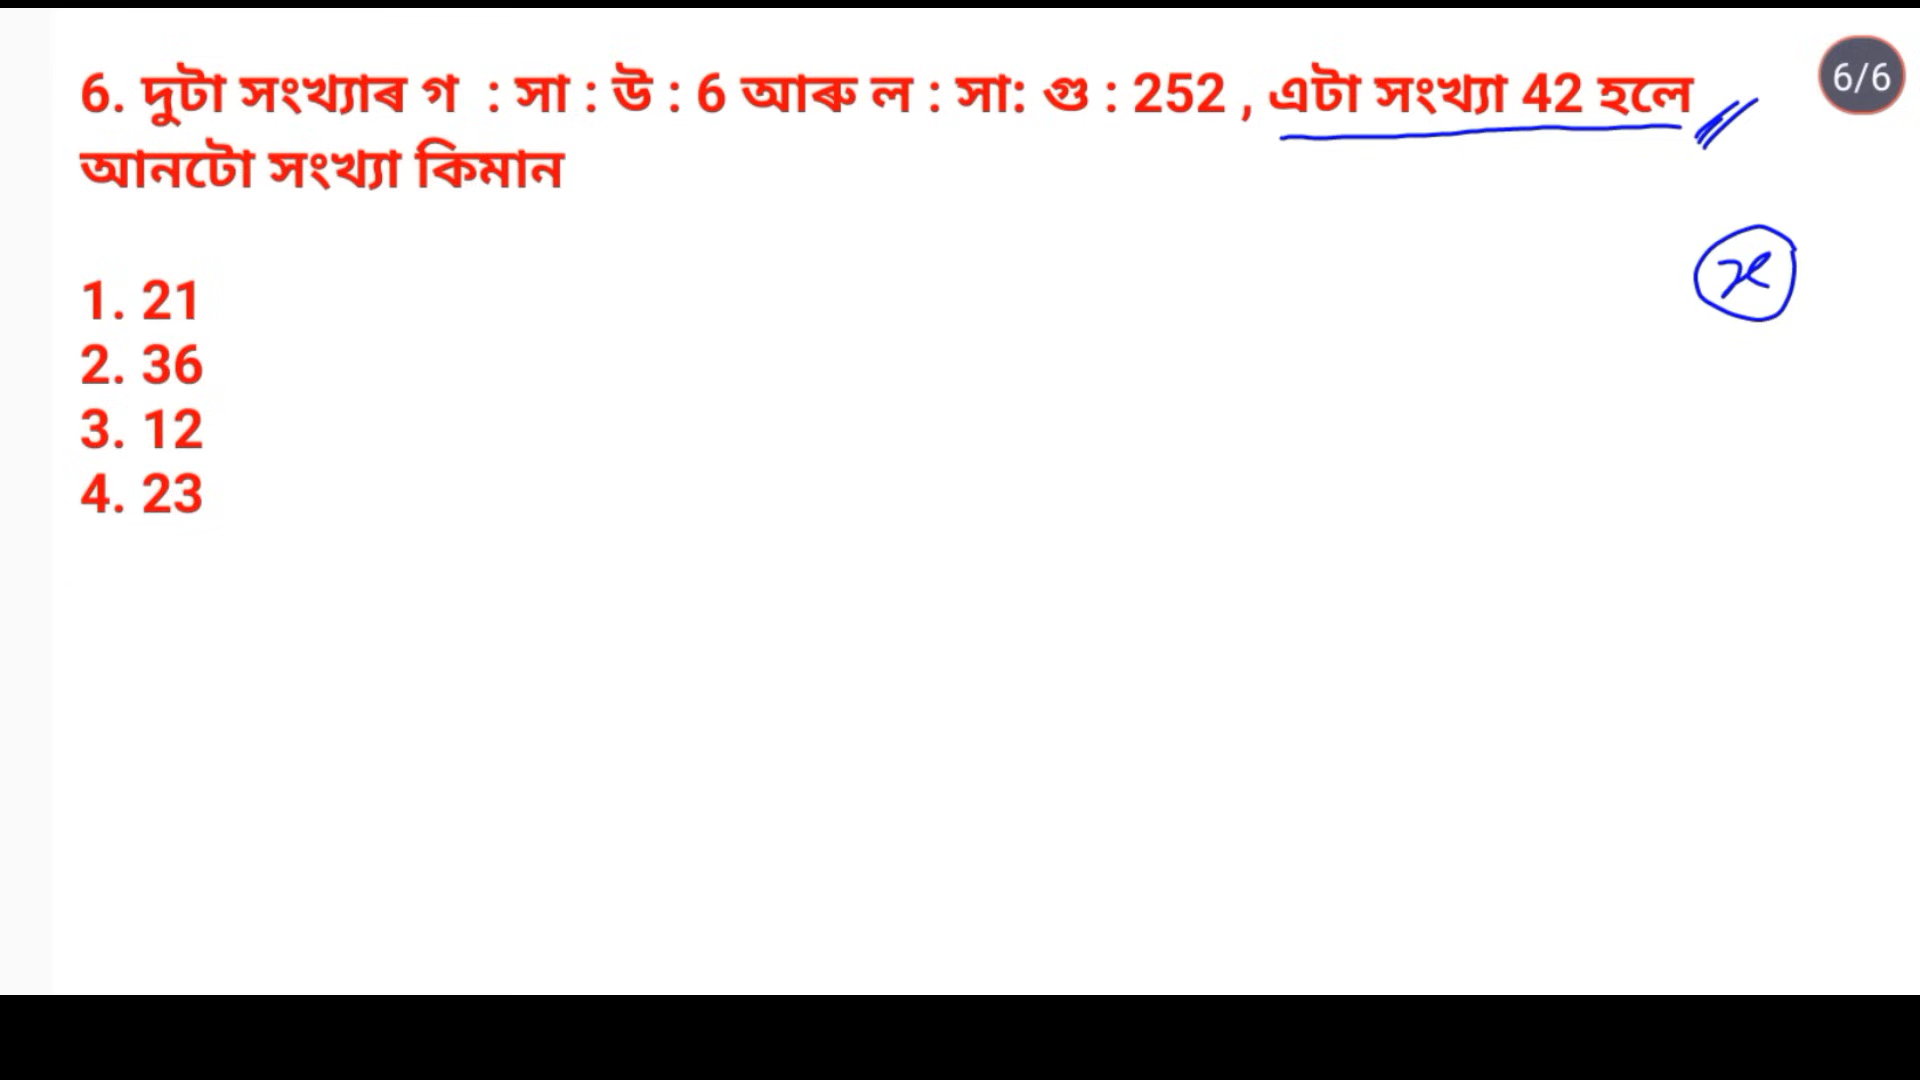 6. দুটা সংখ্যাৰ গ : সা : উ : 6 আৰু ল : সা: গু : 252 , এটা সংখ্যা 42 হলে
আনটো সংখ্যা কিমান
6/6
x
1. 21
2. 36
3. 12
4. 23